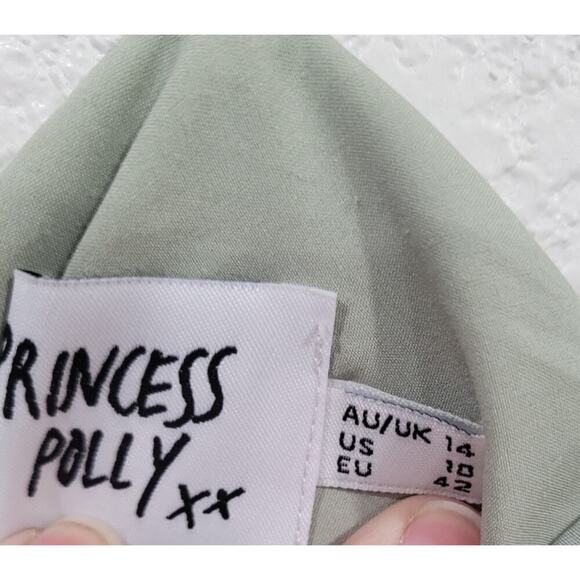 PRINCESS
POLLY xx
AU/UK 14
US 10
EU 42